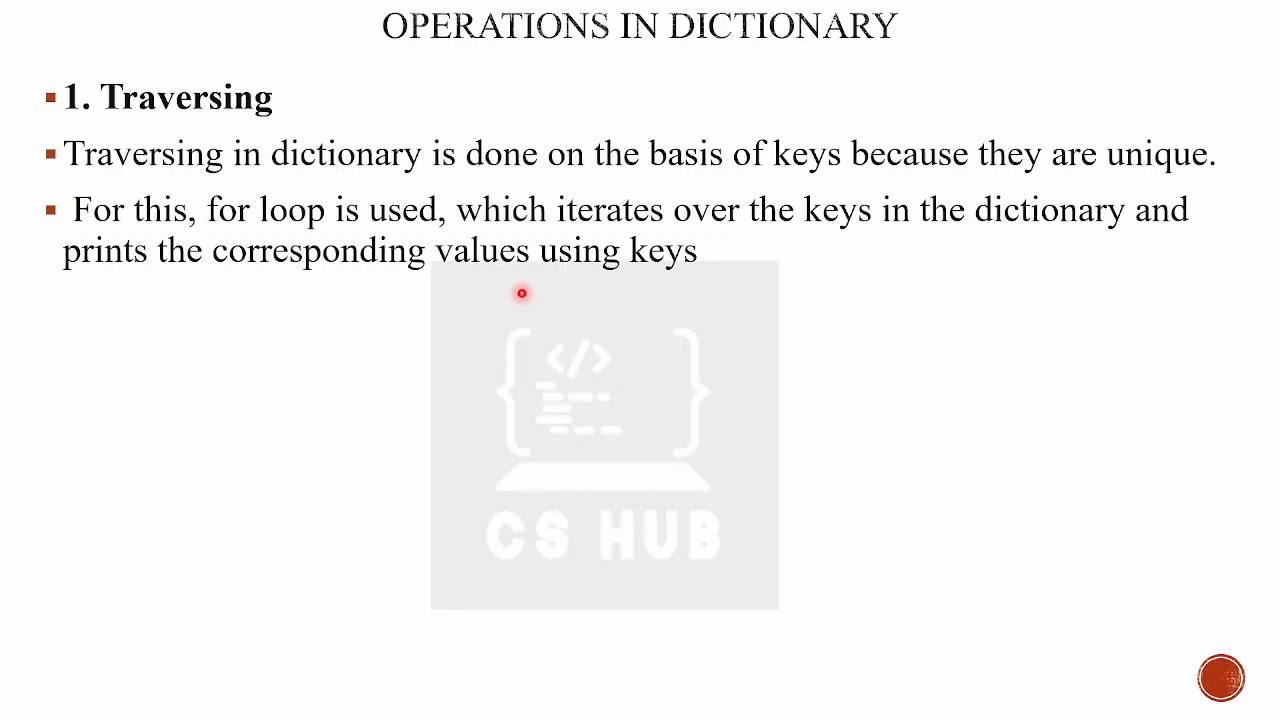 OPERATIONS IN DICTIONARY
1. Traversing
Traversing in dictionary is done on the basis of keys because they are unique.
For this, for loop is used, which iterates over the keys in the dictionary and
prints the corresponding values using keys
</>
CS HUB